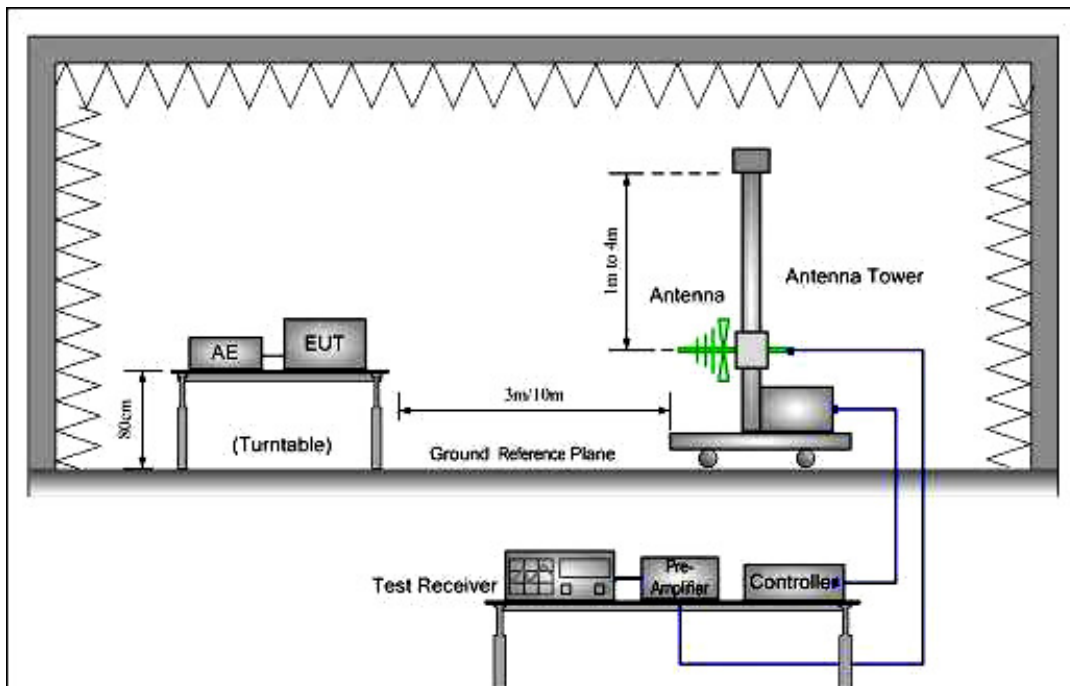 1m to 4m
Antenna Tower
Antenna
AE
EUT
3m/10m
80cm
(Turntable)
Ground Reference Plane
Test Receiver
Pre-
Amplifier
Controller